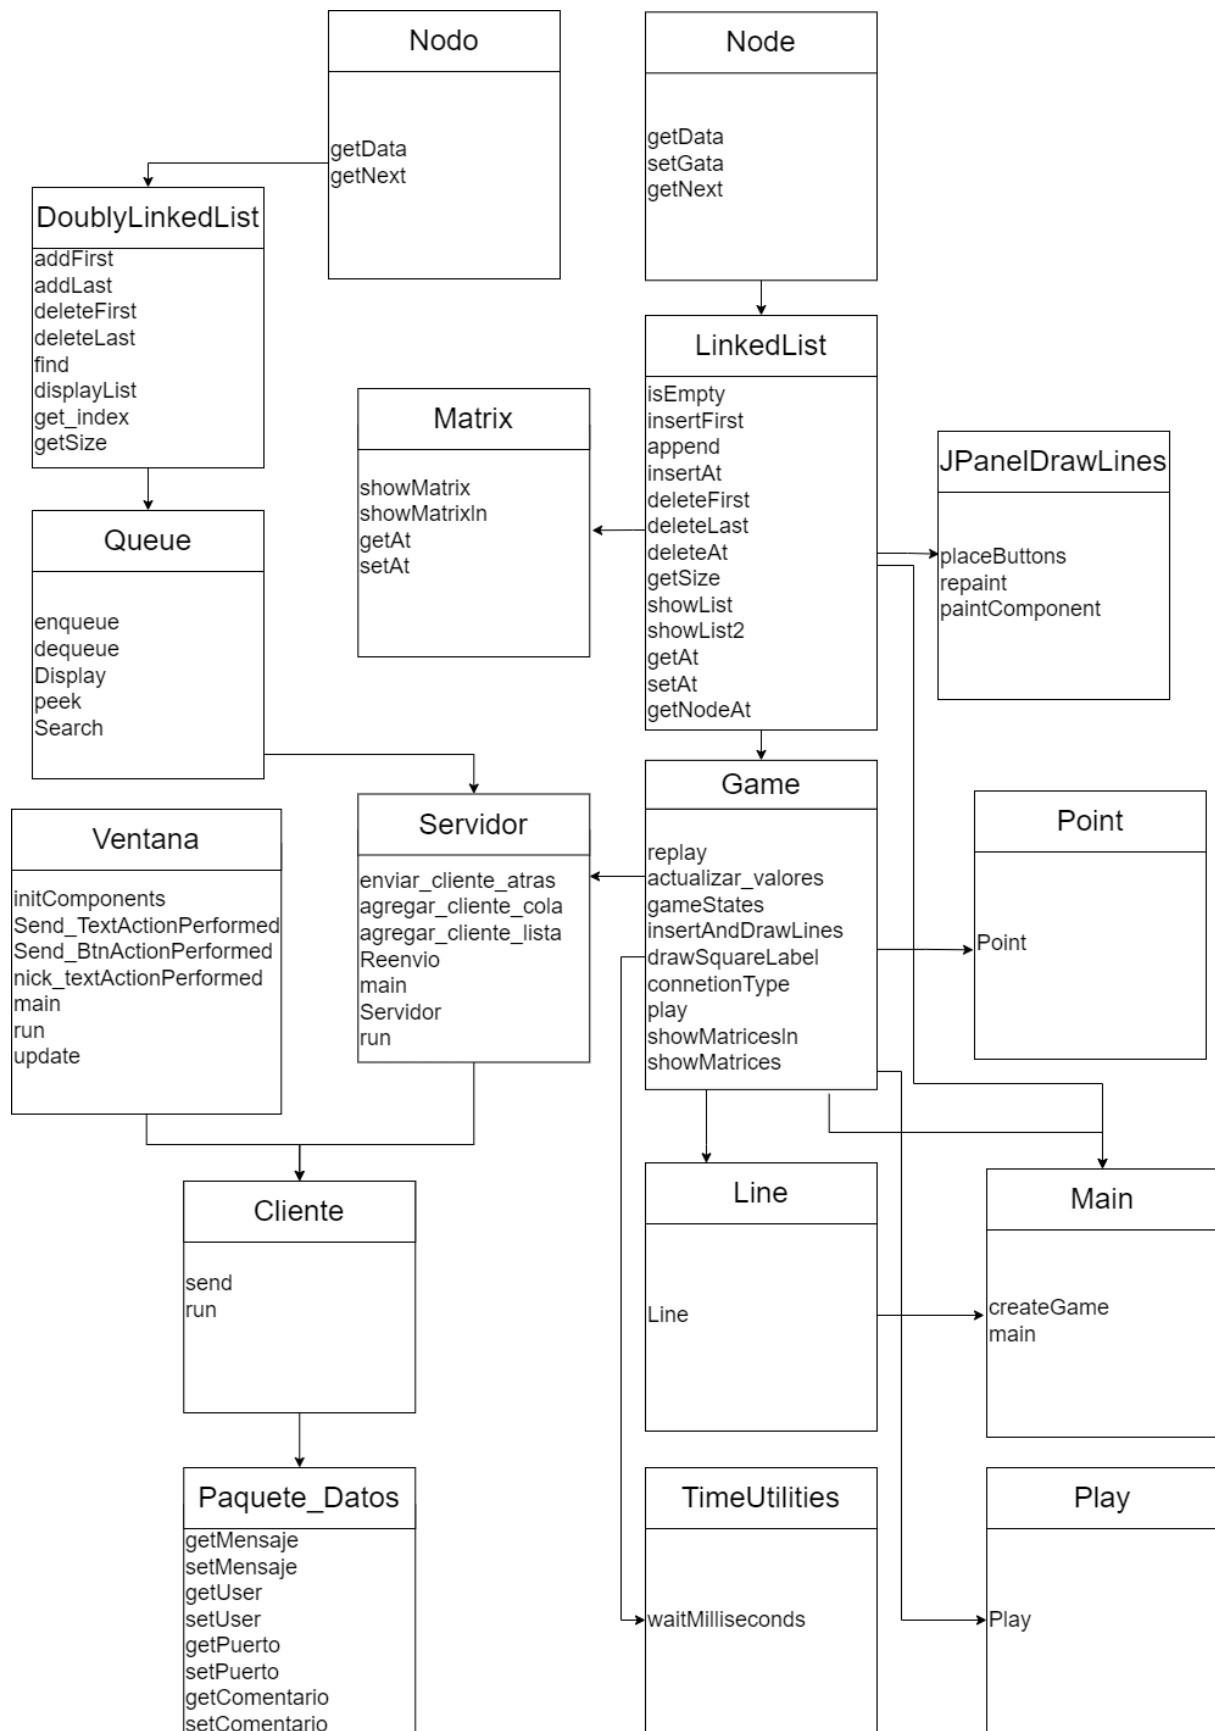 Nodo
getData
getNext
Node
getData
setGata
getNext
DoublyLinkedList
addFirst
addLast
deleteFirst
deleteLast
find
displayList
get_index
getSize
LinkedList
isEmpty
insertFirst
append
insertAt
deleteFirst
deleteLast
deleteAt
getSize
showList
showList2
getAt
setAt
getNodeAt
Matrix
showMatrix
showMatrixln
getAt
setAt
JPanelDrawLines
placeButtons
repaint
paintComponent
Queue
enqueue
dequeue
Display
peek
Search
Ventana
initComponents
Send_TextActionPerformed
Send_BtnActionPerformed
nick_textActionPerformed
main
run
update
Servidor
enviar_cliente_atras
agregar_cliente_cola
agregar_cliente_lista
Reenvio
main
Servidor
run
Game
replay
actualizar_valores
gameStates
insertAndDrawLines
drawSquareLabel
connetionType
play
showMatricesln
showMatrices
Point
Point
Cliente
send
run
Line
Line
Main
createGame
main
Paquete_Datos
getMensaje
setMensaje
getUser
setUser
getPuerto
setPuerto
getComentario
setComentario
TimeUtilities
waitMilliseconds
Play
Play